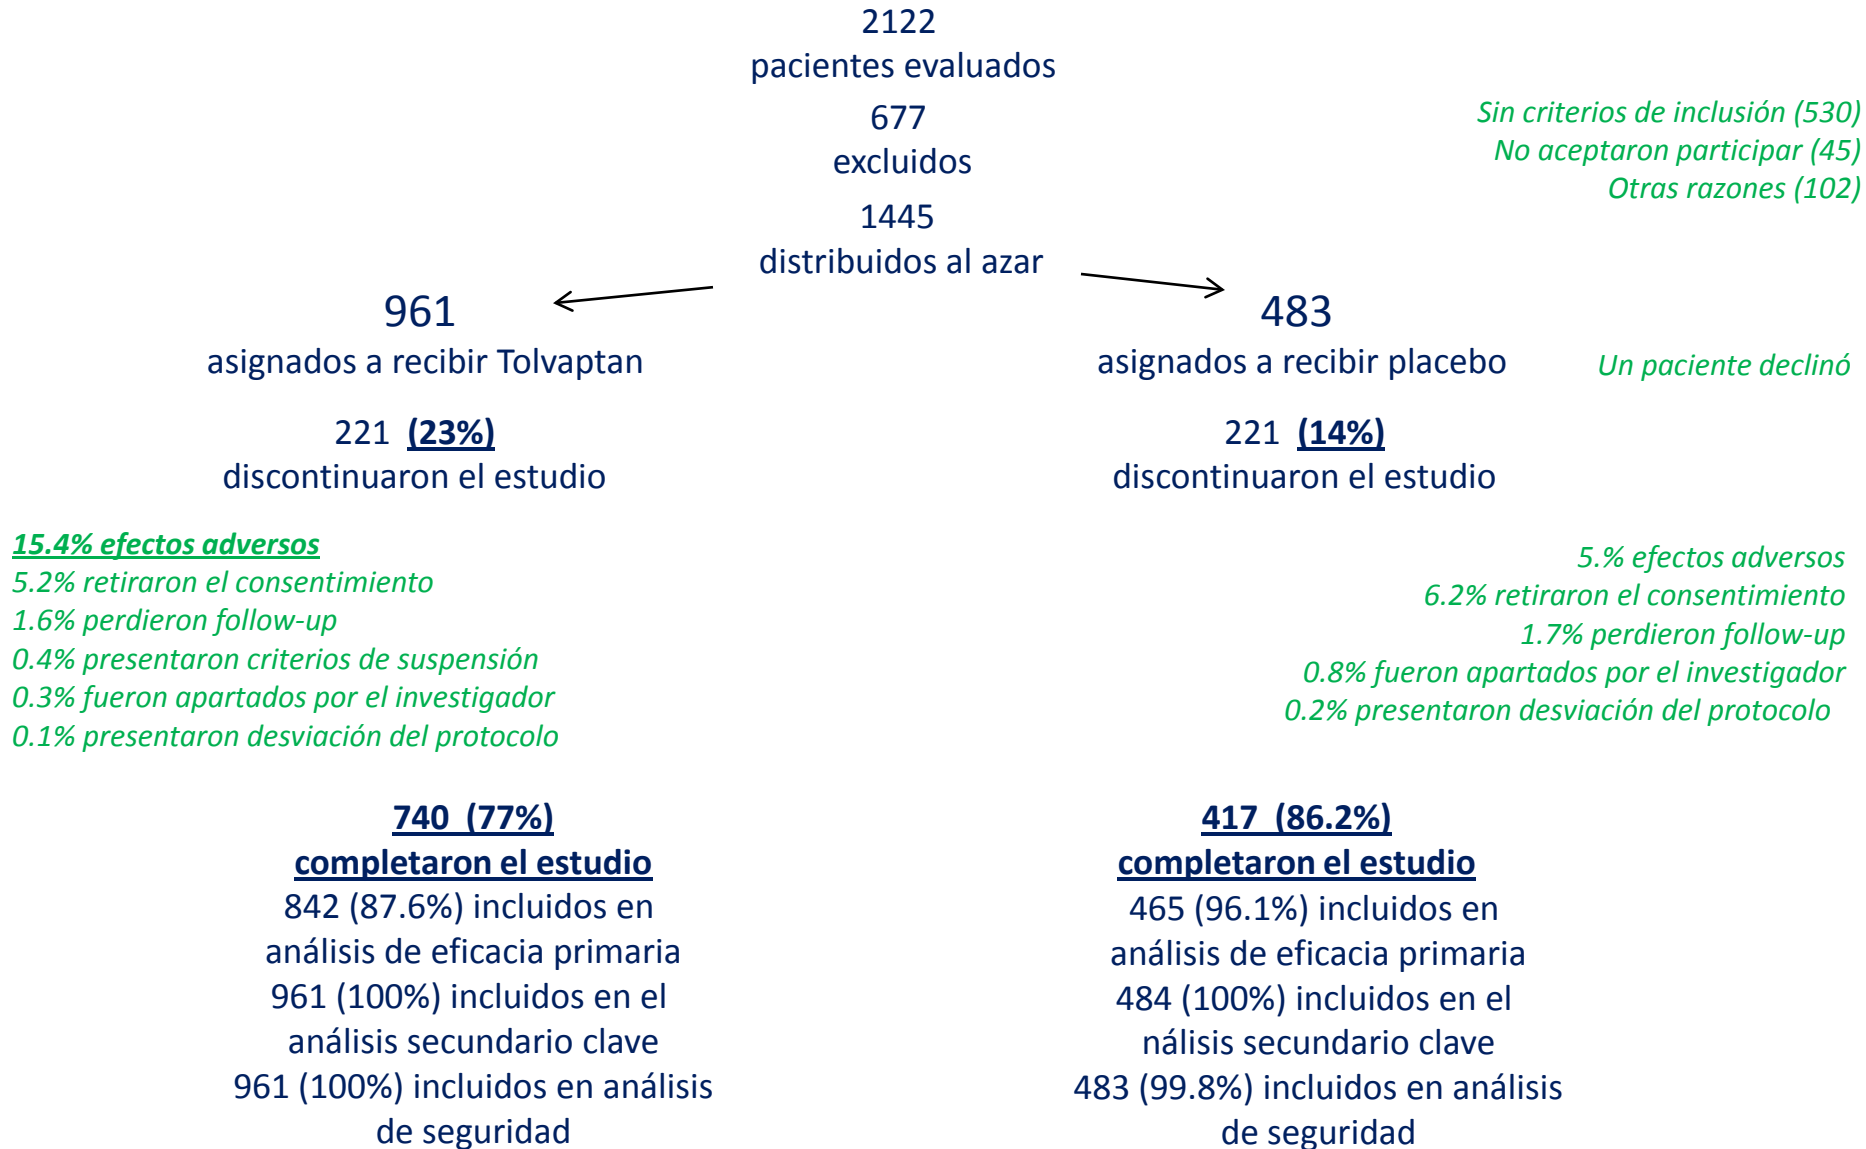 2122
pacientes evaluados
677
excluidos
Sin criterios de inclusión (530)
No aceptaron participar (45)
Otras razones (102)
1445
distribuidos al azar
961
asignados a recibir Tolvaptan
483
asignados a recibir placebo
Un paciente declinó
221 (23%)
discontinuaron el estudio
221 (14%)
discontinuaron el estudio
15.4% efectos adversos
5.2% retiraron el consentimiento
1.6% perdieron follow-up
0.4% presentaron criterios de suspensión
0.3% fueron apartados por el investigador
0.1% presentaron desviación del protocolo
5.% efectos adversos
6.2% retiraron el consentimiento
1.7% perdieron follow-up
0.8% fueron apartados por el investigador
0.2% presentaron desviación del protocolo
740 (77%)
completaron el estudio
842 (87.6%) incluidos en
análisis de eficacia primaria
961 (100%) incluidos en el
análisis secundario clave
961 (100%) incluidos en análisis
de seguridad
417 (86.2%)
completaron el estudio
465 (96.1%) incluidos en
análisis de eficacia primaria
484 (100%) incluidos en el
nálisis secundario clave
483 (99.8%) incluidos en análisis
de seguridad